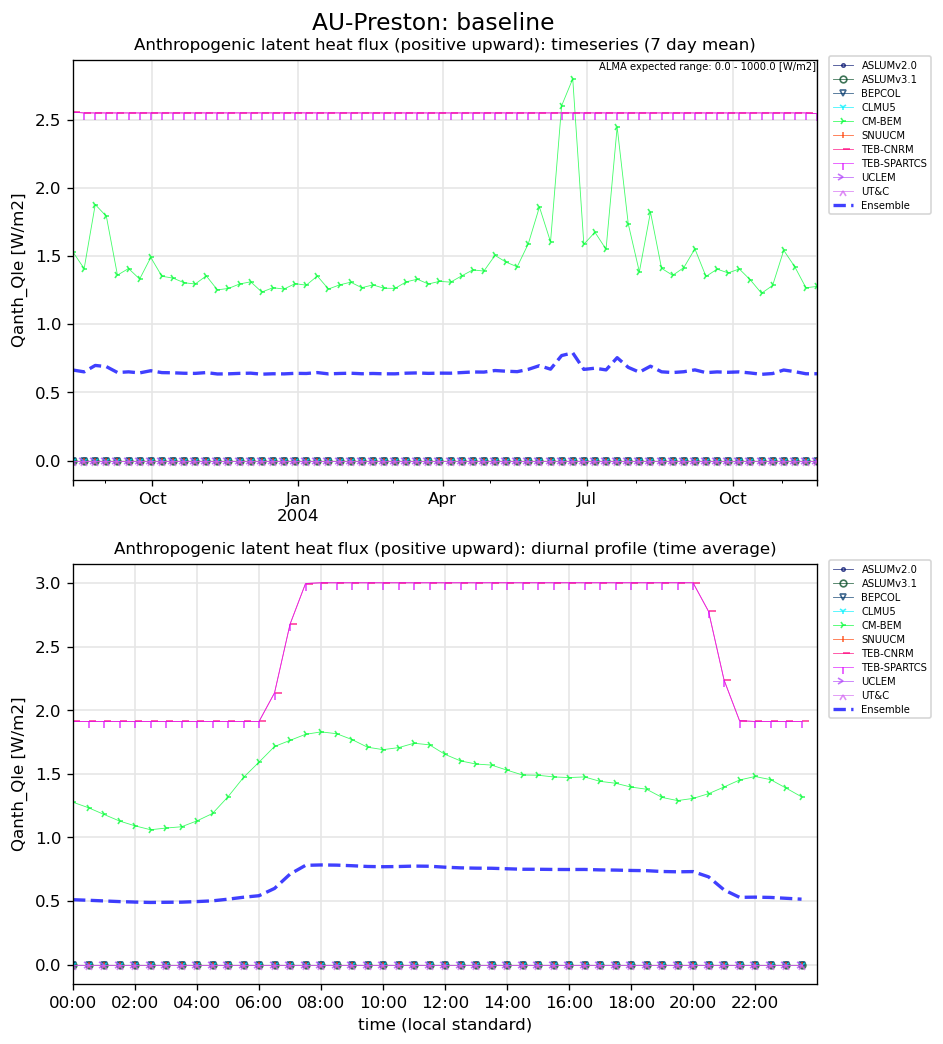 AU-Preston: baseline
Anthropogenic latent heat flux (positive upward): timeseries (7 day mean)
ALMA expected range: 0.0 - 1000.0 [W/m2]
Qanth_Qle [W/m2]
2.5
2.0
1.5
1.0
0.5
0.0
Oct
Jan
2004
Apr
Jul
Oct
ASLUMv2.0
ASLUMv3.1
BEPCOL
CLMU5
CM-BEM
SNUUCM
TEB-CNRM
TEB-SPARTCS
UCLEM
UT&C
Ensemble
Anthropogenic latent heat flux (positive upward): diurnal profile (time average)
Qanth_Qle [W/m2]
3.0
2.5
2.0
1.5
1.0
0.5
0.0
00:00
02:00
04:00
06:00
08:00
10:00
12:00
14:00
16:00
18:00
20:00
22:00
time (local standard)
ASLUMv2.0
ASLUMv3.1
BEPCOL
CLMU5
CM-BEM
SNUUCM
TEB-CNRM
TEB-SPARTCS
UCLEM
UT&C
Ensemble